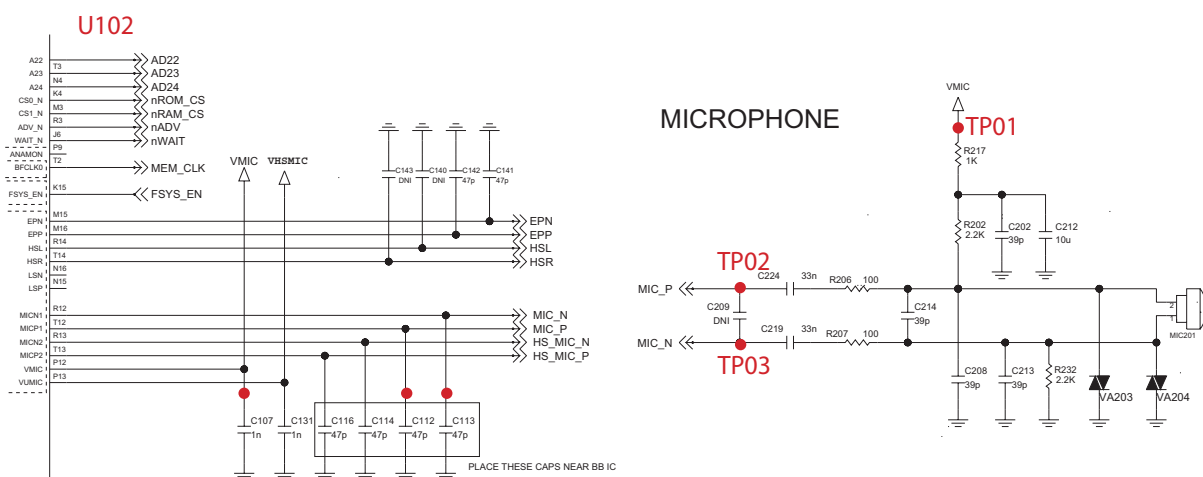 U102
A22
T3
AD22
A23
N4
AD23
A24
K4
AD24
CS0_N
M3
nROM_CS
CS1_N
R3
nRAM_CS
ADV_N
J6
nADV
WAIT_N
P9
nWAIT
ANAMON
T2
BFCLK0
MEM_CLK
K15
FSYS_EN
FSYS_EN
VMIC
VHSMIC
C143
DNI
C140
DNI
C142
47p
C141
47p
M15
EPN
EPN
M16
EPP
EPP
R14
HSL
HSL
T14
HSR
HSR
N16
LSN
N15
LSP
R12
MICN1
MIC_N
T12
MICP1
MIC_P
R13
MICN2
HS_MIC_N
T13
MICP2
HS_MIC_P
P12
VMIC
P13
VUMIC
C107
1n
C131
1n
C116
47p
C114
47p
C112
47p
C113
47p
PLACE THESE CAPS NEAR BB IC
MICROPHONE
VMIC
TP01
R217
1K
R202
2.2K
C202
39p
C212
10u
TP02
C224
33n
R206
100
MIC_P
C209
DNI
C214
39p
2
1
MIC201
MIC_N
C219
33n
R207
100
TP03
C208
39p
C213
39p
R232
2.2K
VA203
VA204